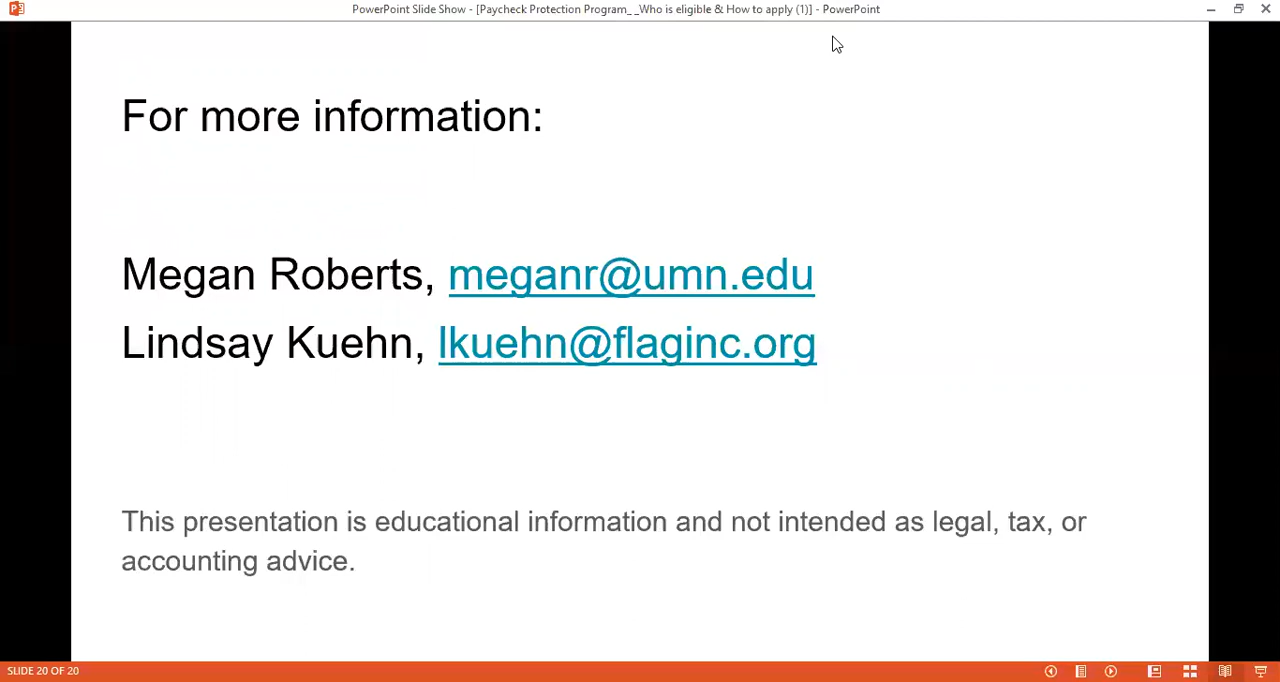 PowerPoint Slide Show - [Paycheck Protection Program_ _Who is eligible & How to apply (1)] - PowerPoint
For more information:
Megan Roberts, meganr@umn.edu
Lindsay Kuehn, lkuehn@flaginc.org
This presentation is educational information and not intended as legal, tax, or
accounting advice.
SLIDE 20 OF 20